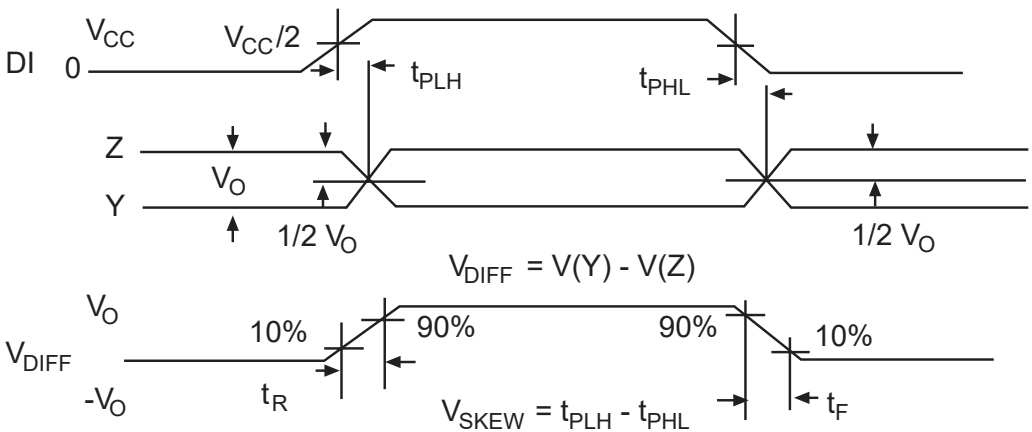 V_CC
V_CC/2
DI
0
t_PLH
t_PHL
Z
V_O
Y
1/2 V_O
1/2 V_O
V_DIFF = V(Y) - V(Z)
V_O
10%
90%
90%
10%
V_DIFF
-V_O
t_R
V_SKEW = t_PLH - t_PHL
t_F